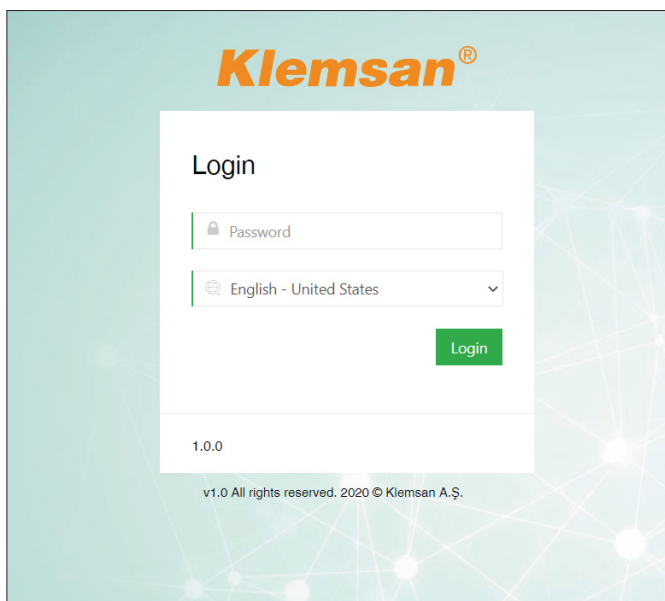 Klemsan®
Login
Password
English - United States
Login
1.0.0
v1.0 All rights reserved. 2020 © Klemsan A.Ş.